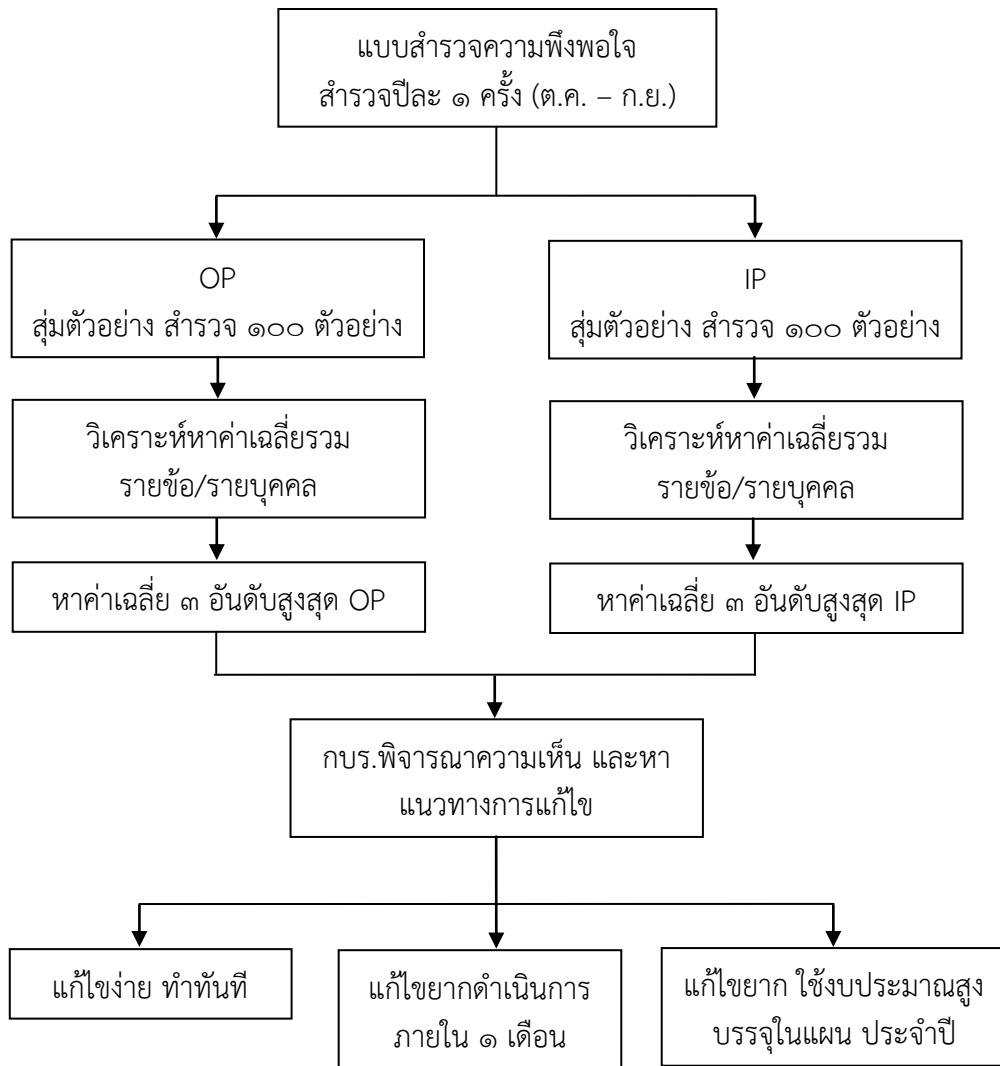 แบบสำรวจความพึงพอใจ
สำรวจปีละ ๑ ครั้ง (ต.ค. – ก.ย.)
OP
สุ่มตัวอย่าง สำรวจ ๑๐๐ ตัวอย่าง
IP
สุ่มตัวอย่าง สำรวจ ๑๐๐ ตัวอย่าง
วิเคราะห์หาค่าเฉลี่ยรวม
รายข้อ/รายบุคคล
วิเคราะห์หาค่าเฉลี่ยรวม
รายข้อ/รายบุคคล
หาค่าเฉลี่ย ๓ อันดับสูงสุด OP
หาค่าเฉลี่ย ๓ อันดับสูงสุด IP
กบร.พิจารณาความเห็น และหา
แนวทางการแก้ไข
แก้ไขง่าย ทำทันที
แก้ไขยากดำเนินการ
ภายใน ๑ เดือน
แก้ไขยาก ใช้งบประมาณสูง
บรรจุในแผน ประจำปี